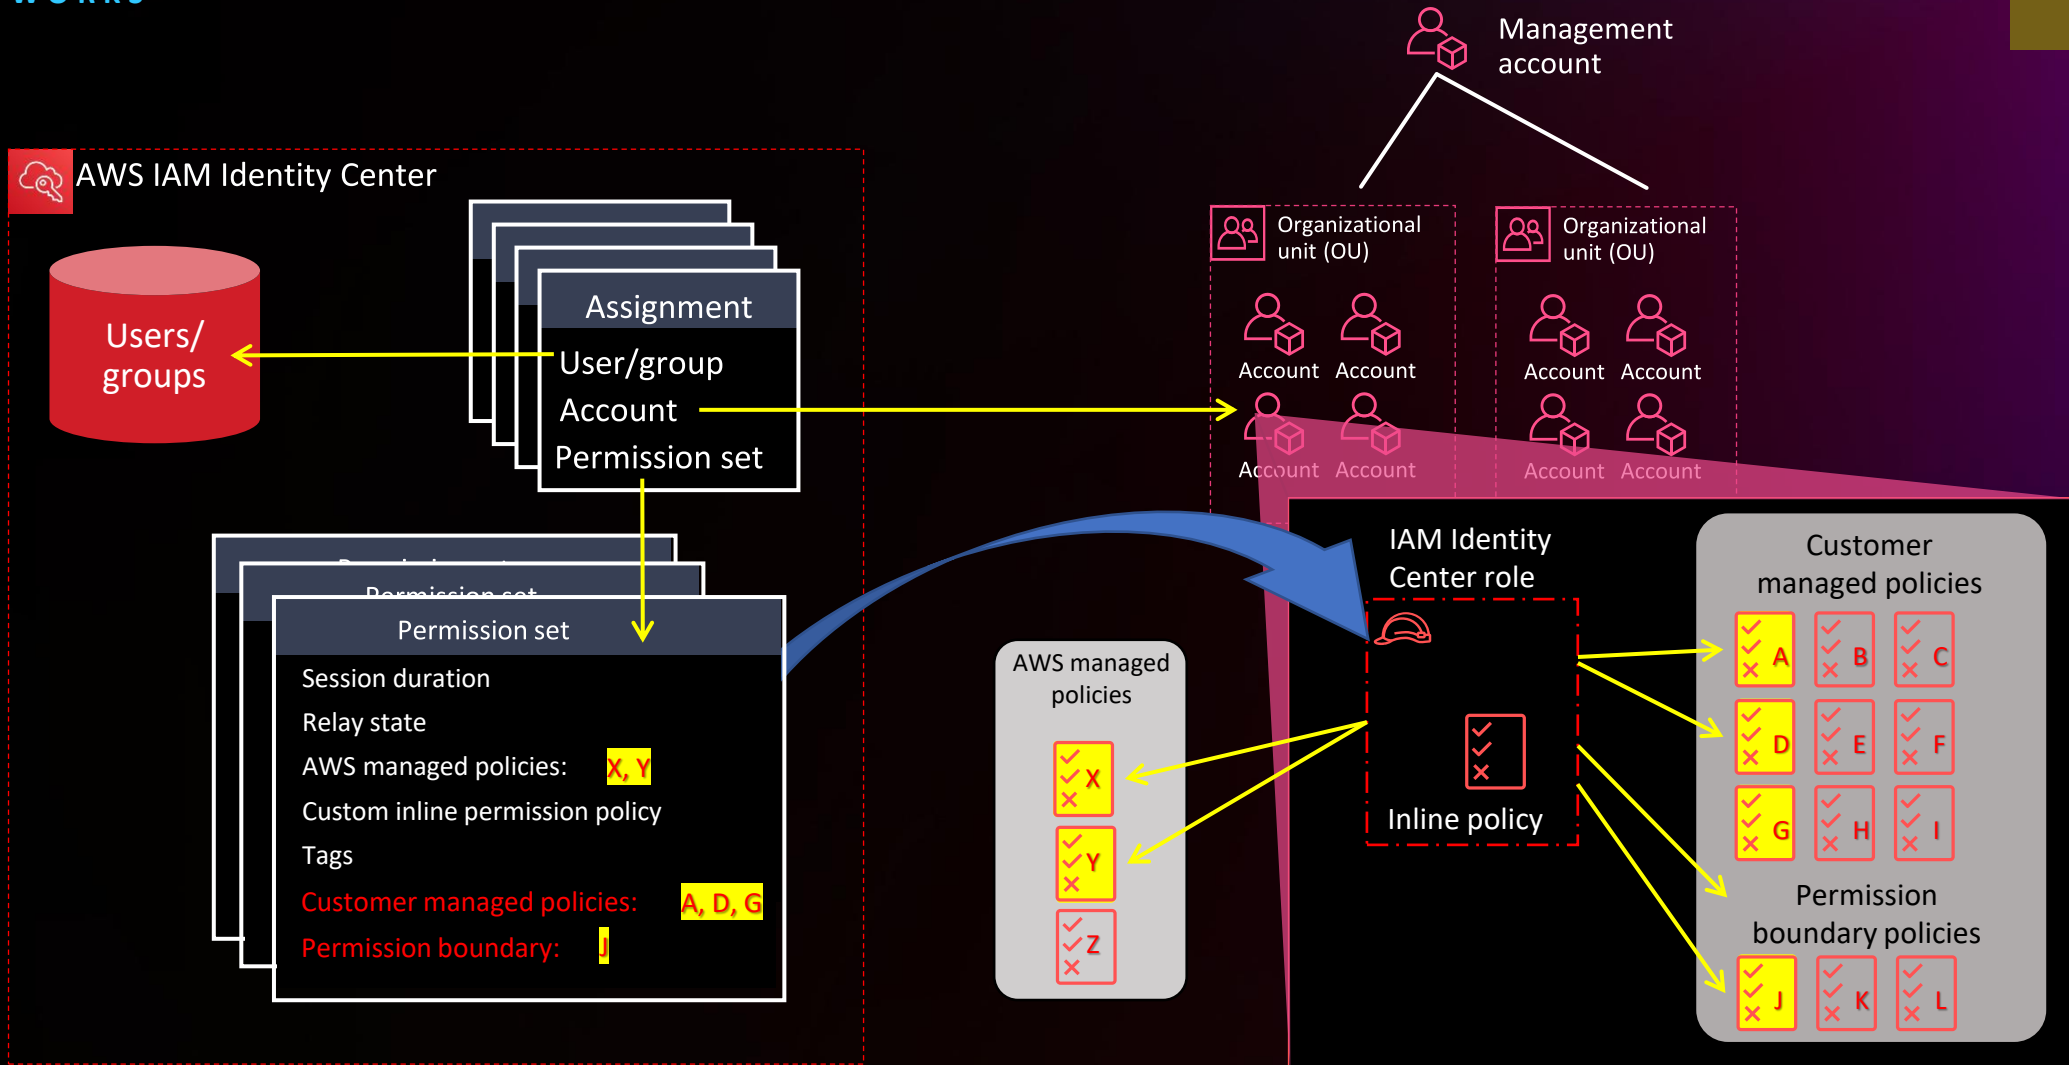 WORKS
Management
account
AWS IAM Identity Center
Users/
groups
Assignment
User/group
Account
Permission set
Organizational
unit (OU)
Account Account
Account Account
Organizational
unit (OU)
Account Account
Account Account
Permission set
Permission set
Session duration
Relay state
AWS managed policies: X, Y
Custom inline permission policy
Tags
Customer managed policies: A, D, G
Permission boundary: J
AWS managed
policies
X
Y
Z
IAM Identity
Center role
Inline policy
Customer
managed policies
A B C
D E F
G H I
Permission
boundary policies
J K L